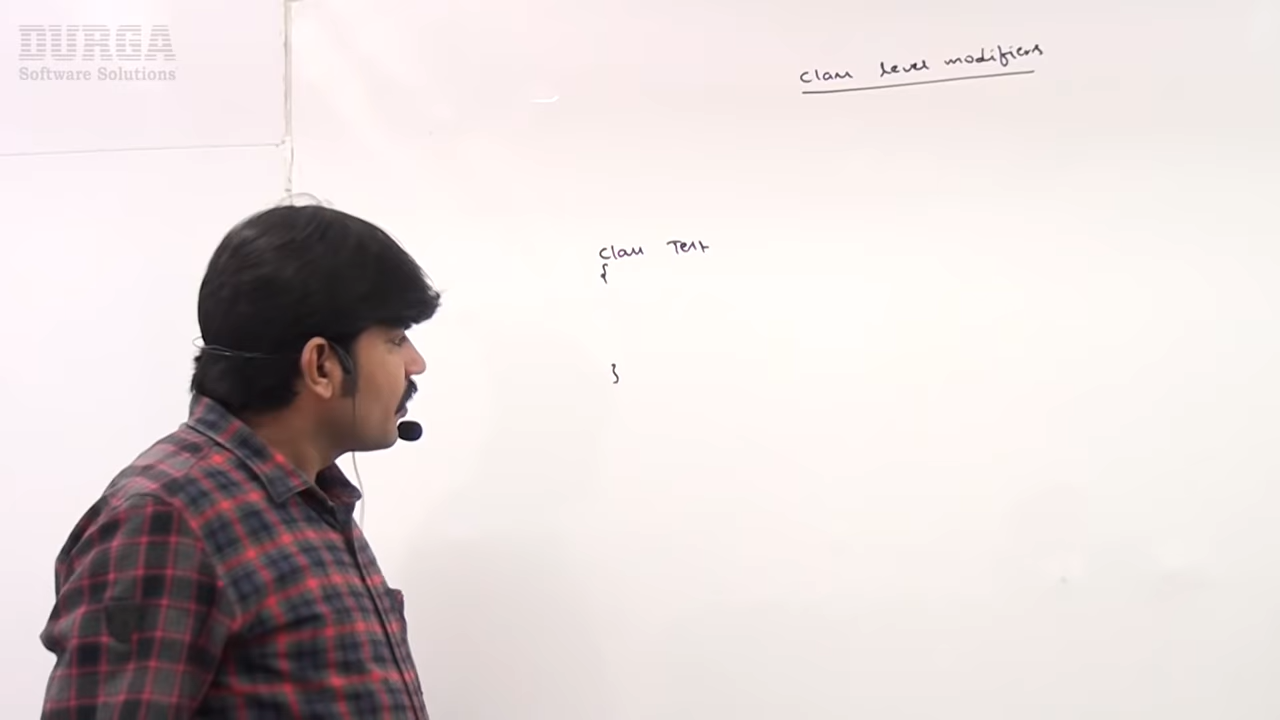 DURGA
Software Solutions
Class level modifiers
Class Test
{
}